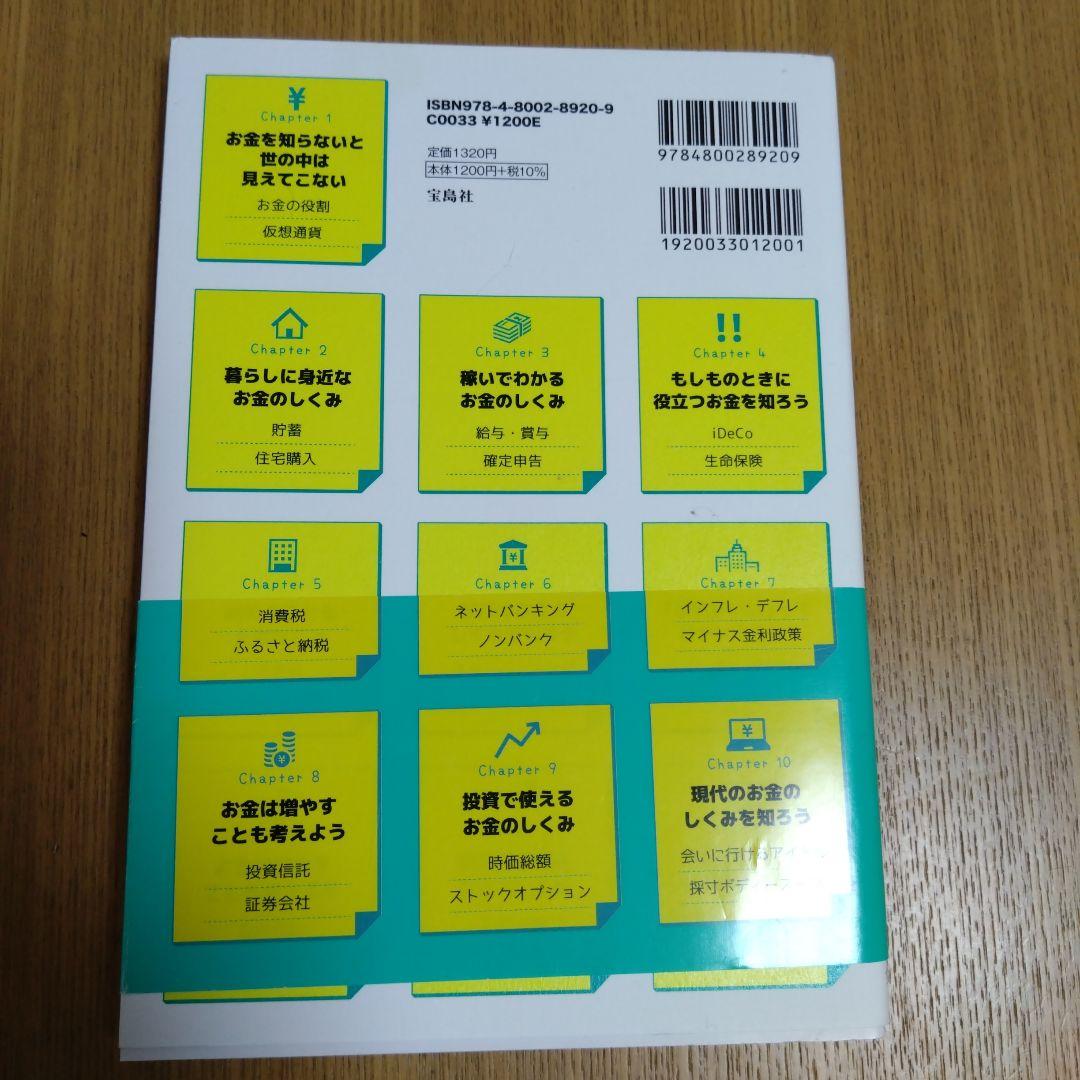 Chapter 1
お金を知らないと
世の中は
見えてこない
お金の役割
仮想通貨
ISBN978-4-8002-8920-9
C0033 ¥1200E
定価1320円
本体1200円+税10%
宝島社
9784800289209
1920033012001
Chapter 2
暮らしに身近な
お金のしくみ
貯蓄
住宅購入
Chapter 3
稼いでわかる
お金のしくみ
給与・賞与
確定申告
Chapter 4
もしものときに
役立つお金を知ろう
iDeCo
生命保険
Chapter 5
消費税
ふるさと納税
Chapter 6
ネットバンキング
ノンバンク
Chapter 7
インフレ・デフレ
マイナス金利政策
Chapter 8
お金は増やす
ことも考えよう
投資信託
証券会社
Chapter 9
投資で使える
お金のしくみ
時価総額
ストックオプション
Chapter 10
現代のお金の
しくみを知ろう
会いに行ける
採寸